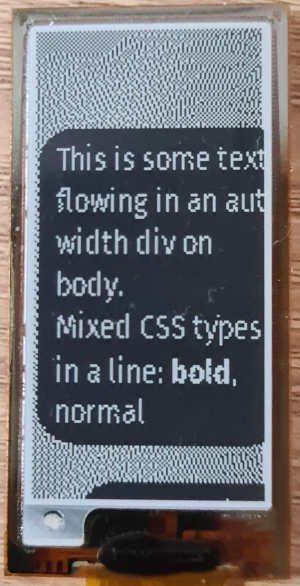 This is some text
flowing in an aut
width div on
body.
Mixed CSS types
in a line: bold,
normal